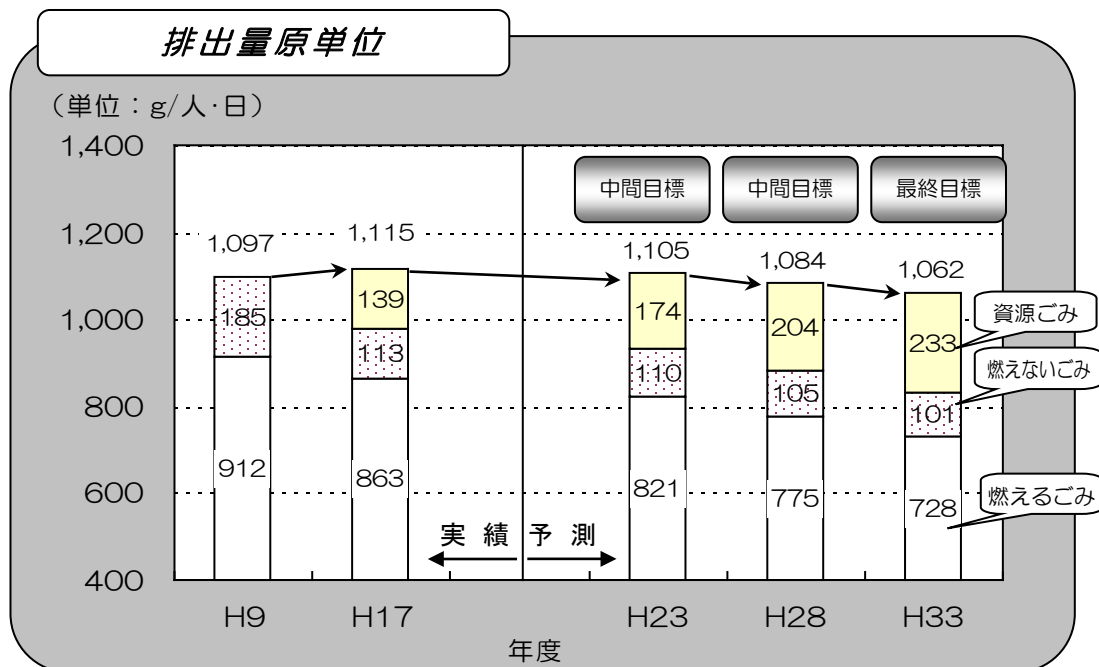 排出量原単位
(単位：g/人·日)
1,400
1,200
1,000
800
600
400
中間目標
中間目標
最終目標
1,097
1,115
1,105
1,084
1,062
139
174
204
233
185
113
110
105
101
912
863
821
775
728
資源ごみ
燃えないごみ
燃えるごみ
実績 予測
H9
H17
H23
H28
H33
年度